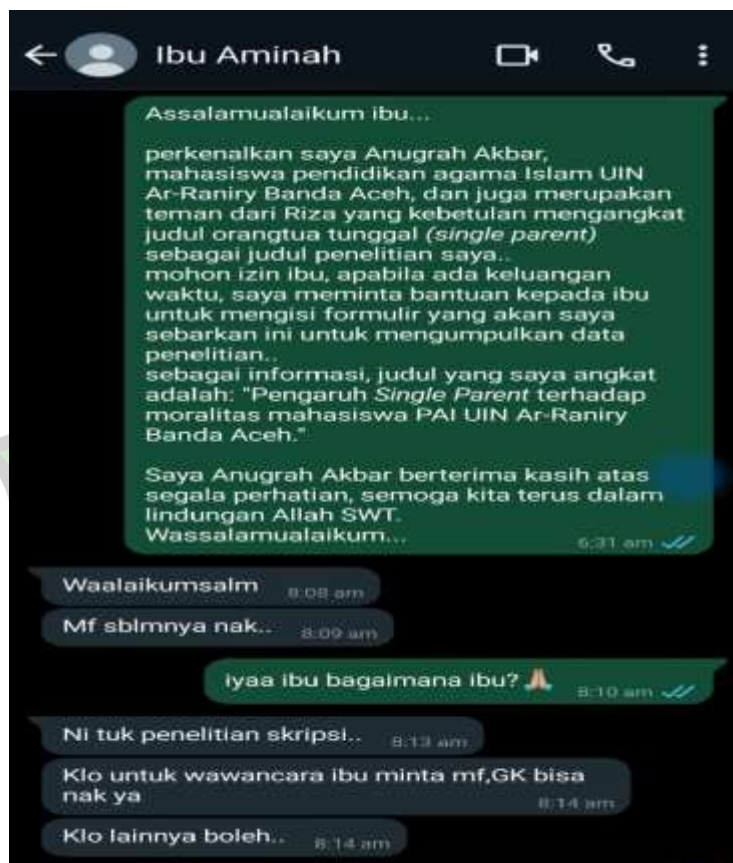 Ibu Aminah
Assalamualaikum ibu...
perkenalkan saya Anugrah Akbar,
mahasiswa pendidikan agama Islam UIN
Ar-Raniry Banda Aceh, dan juga merupakan
teman dari Riza yang kebetulan mengangkat
judul orangtua tunggal (single parent)
sebagai judul penelitian saya..
mohon izin ibu, apabila ada keluangan
waktu, saya meminta bantuan kepada ibu
untuk mengisi formulir yang akan saya
sebarkan ini untuk mengumpulkan data
penelitian..
sebagai informasi, judul yang saya angkat
adalah: "Pengaruh Single Parent terhadap
moralitas mahasiswa PAI UIN Ar-Raniry
Banda Aceh."
Saya Anugrah Akbar berterima kasih atas
segala perhatian, semoga kita terus dalam
lindungan Allah SWT.
Wassalamualaikum...
6:31 am
Waalaikumsalm 8:08 am
Mf sblmnya nak.. 8:09 am
iyaa ibu bagaimana ibu? 🙏🏼 8:10 am
Ni tuk penelitian skripsi.. 8:13 am
Klo untuk wawancara ibu minta mf,GK bisa
nak ya 8:14 am
Klo lainnya boleh.. 8:14 am